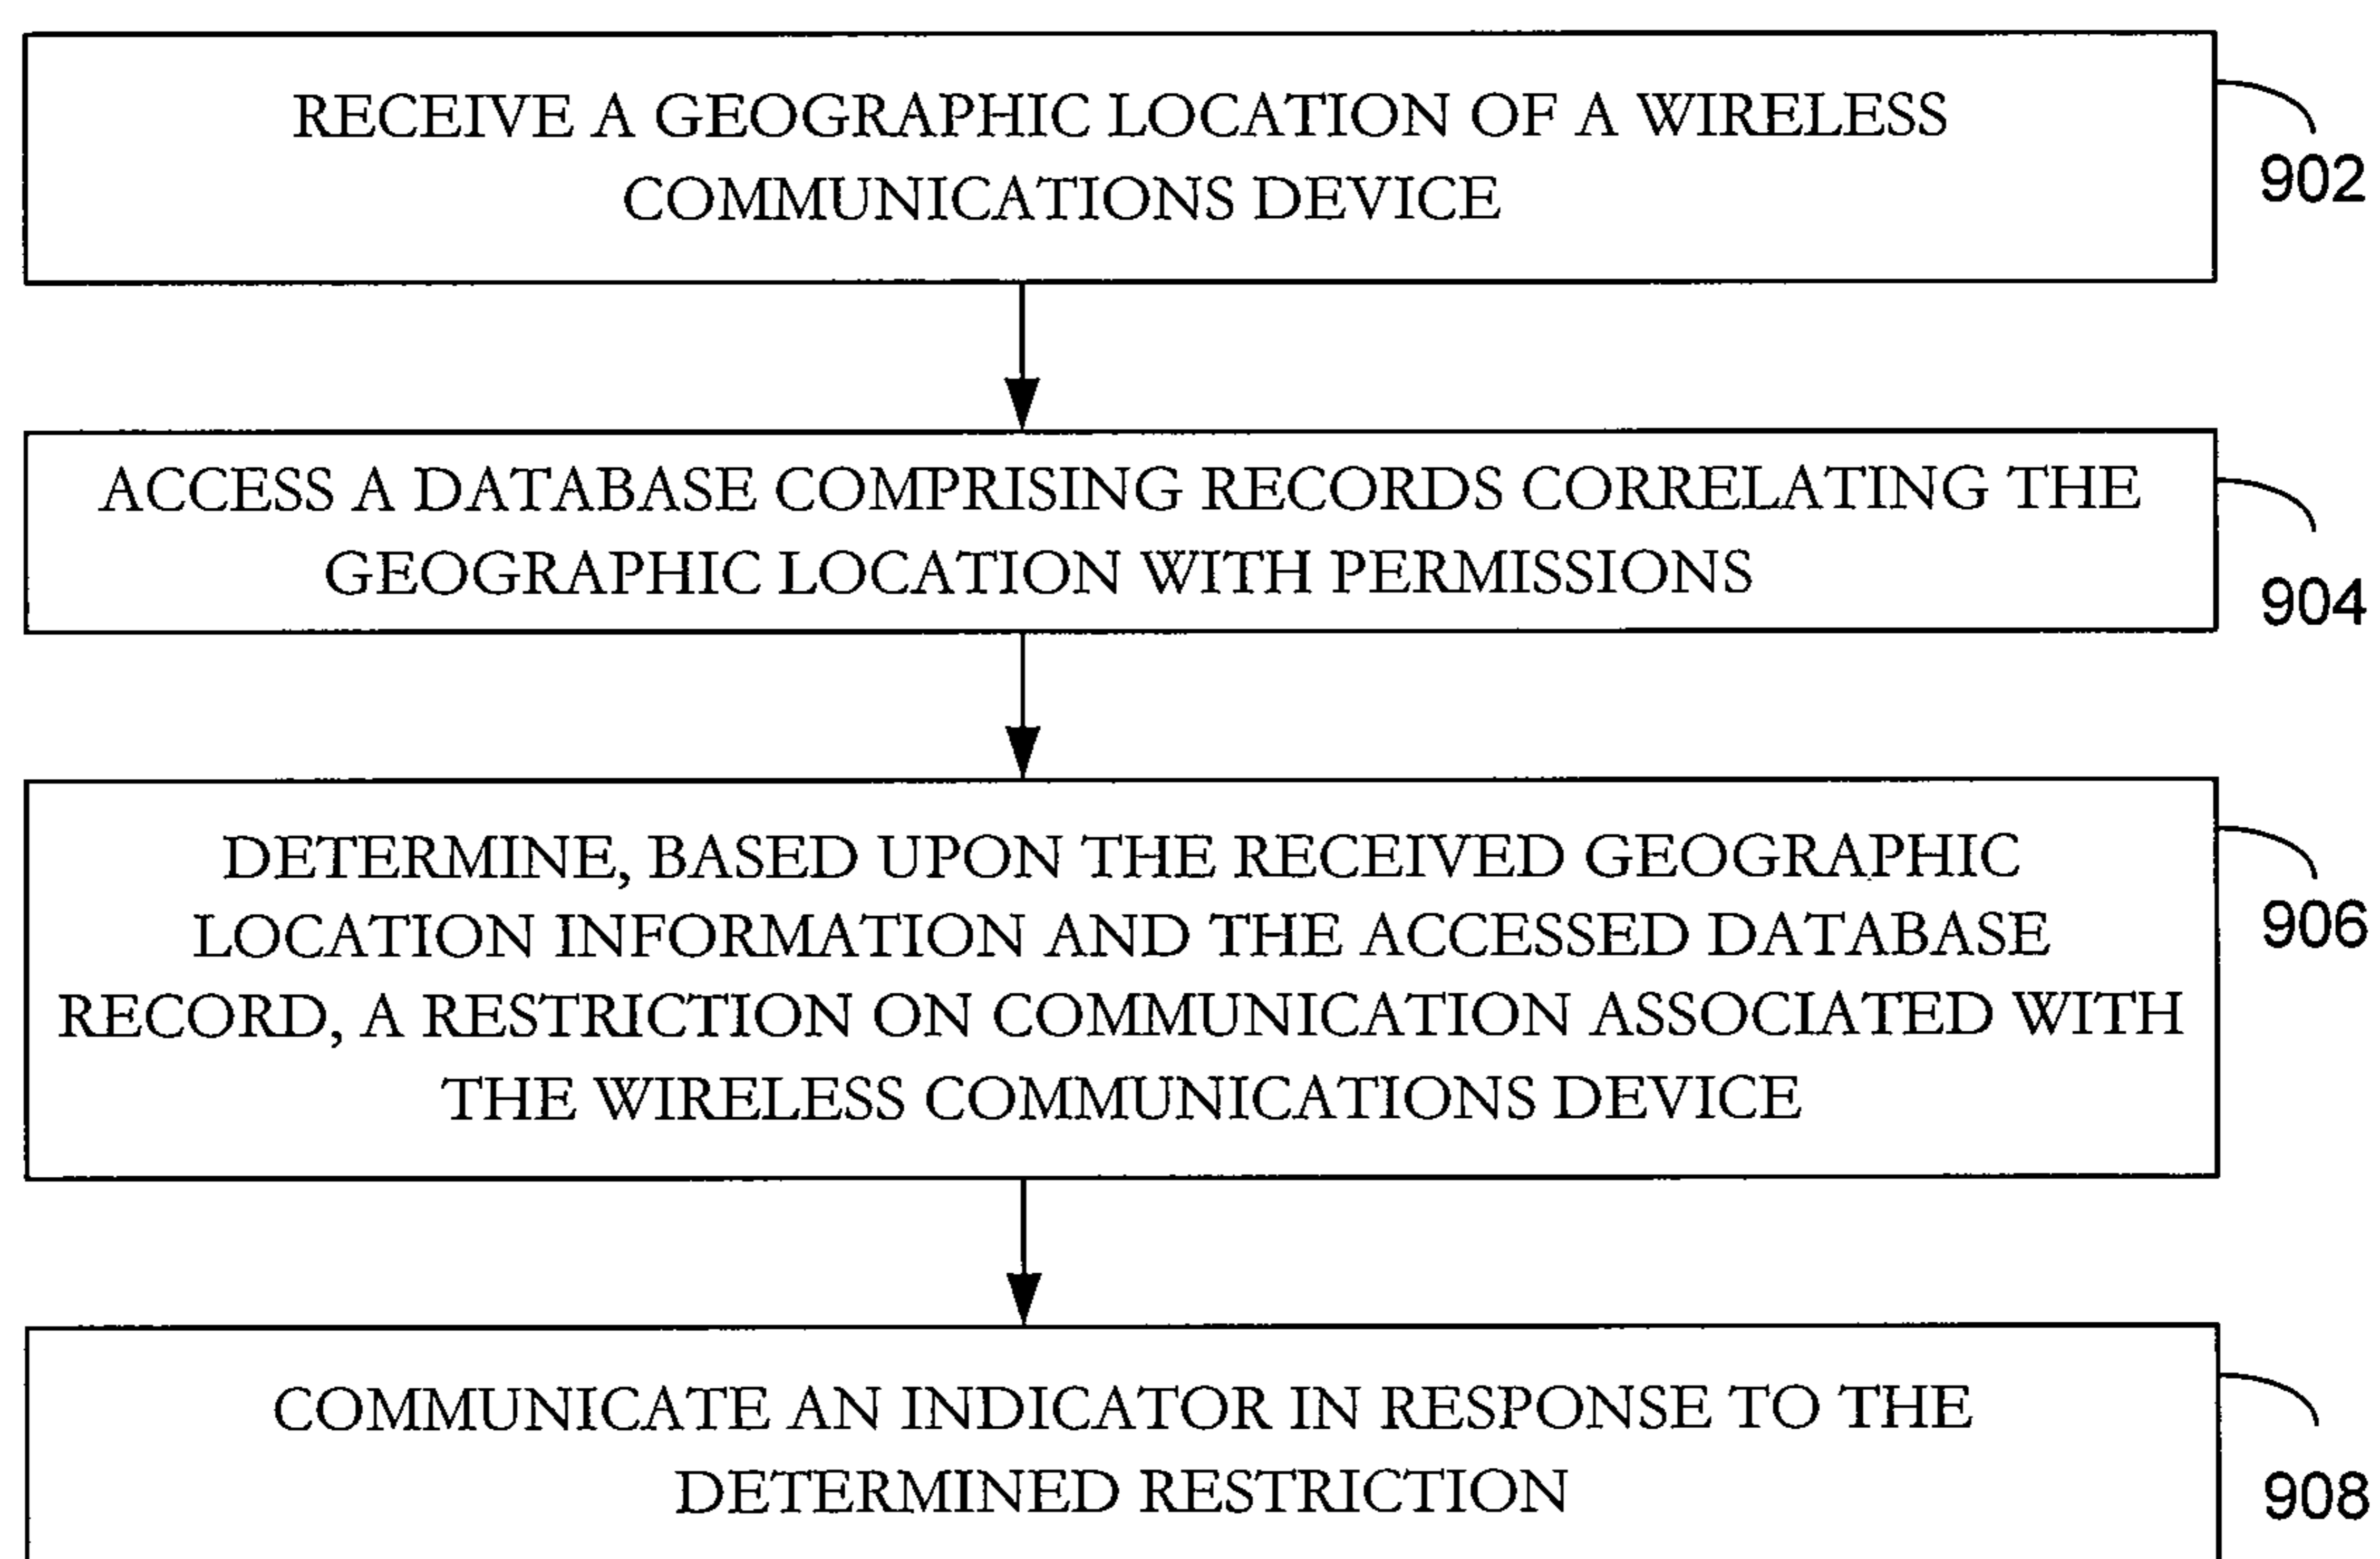 RECEIVE A GEOGRAPHIC LOCATION OF A WIRELESS
COMMUNICATIONS DEVICE
902
ACCESS A DATABASE COMPRISING RECORDS CORRELATING THE
GEOGRAPHIC LOCATION WITH PERMISSIONS
904
DETERMINE, BASED UPON THE RECEIVED GEOGRAPHIC
LOCATION INFORMATION AND THE ACCESSED DATABASE
RECORD, A RESTRICTION ON COMMUNICATION ASSOCIATED WITH
THE WIRELESS COMMUNICATIONS DEVICE
906
COMMUNICATE AN INDICATOR IN RESPONSE TO THE
DETERMINED RESTRICTION
908